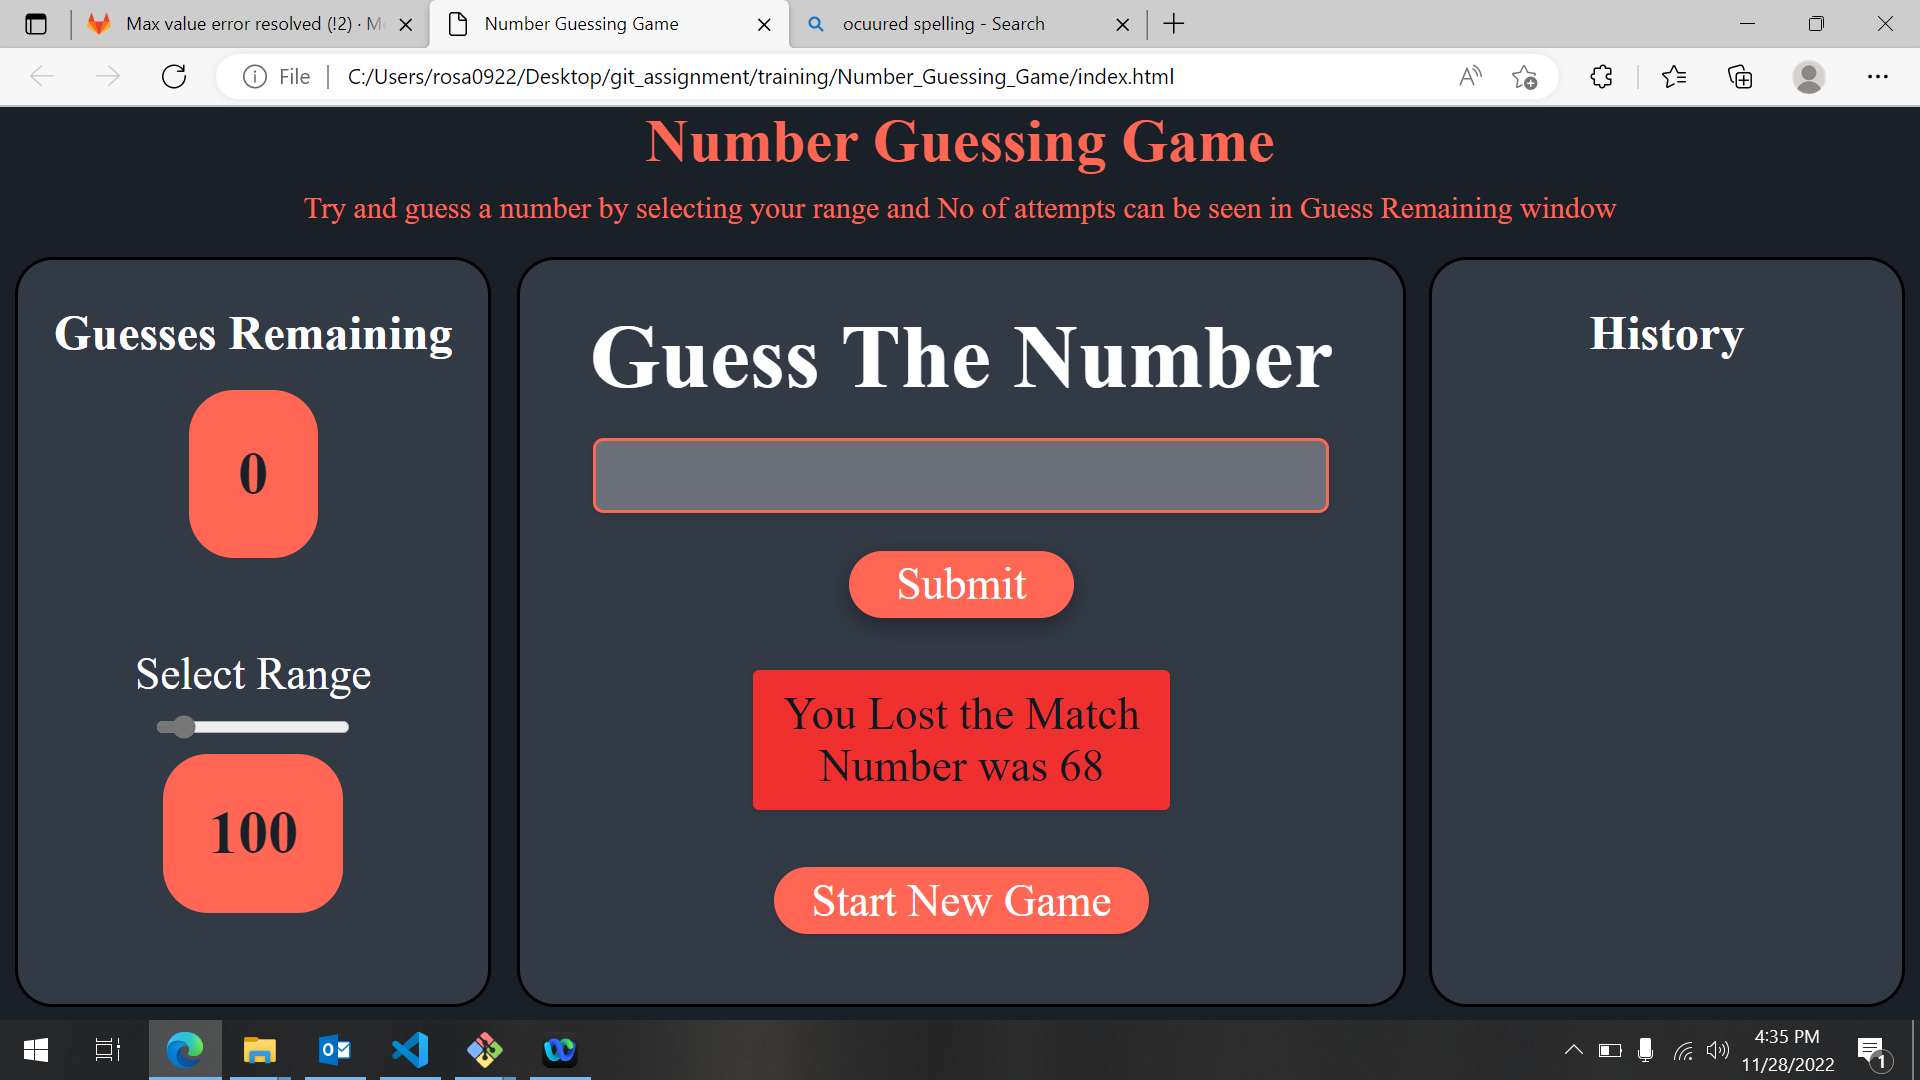 Max value error resolved (!2) · Me
Number Guessing Game
ocuured spelling - Search
File
C:/Users/rosa0922/Desktop/git_assignment/training/Number_Guessing_Game/index.html
Number Guessing Game
Try and guess a number by selecting your range and No of attempts can be seen in Guess Remaining window
Guesses Remaining
0
Select Range
100
Guess The Number
Submit
You Lost the Match
Number was 68
Start New Game
History
4:35 PM
11/28/2022
1